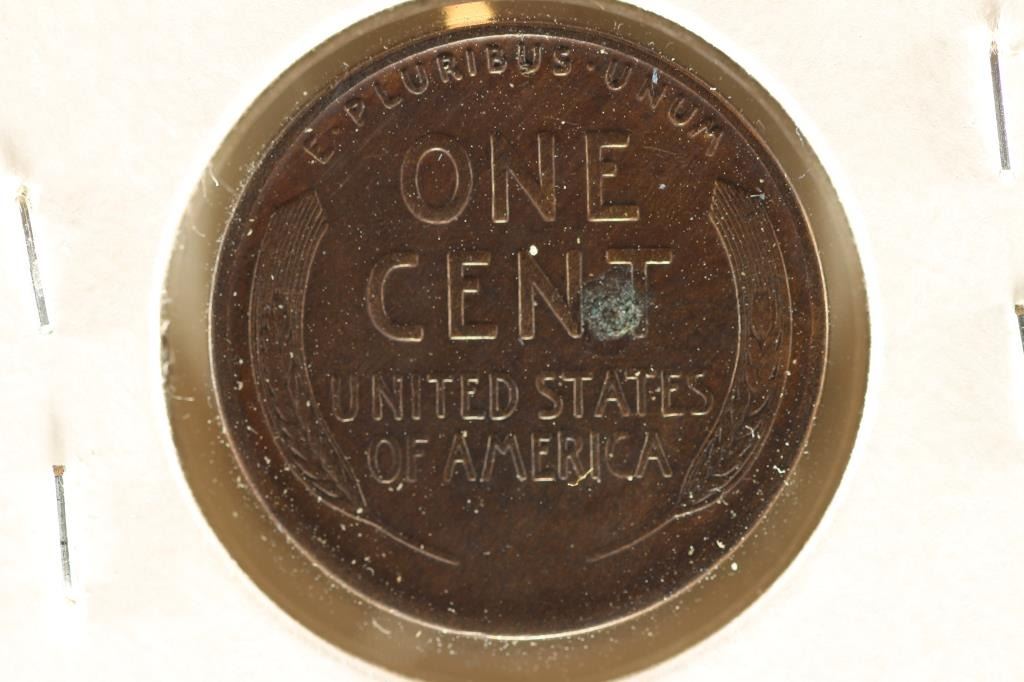 E·PLURIBUS·UNUM
ONE
CENT
UNITED STATES
OF AMERICA